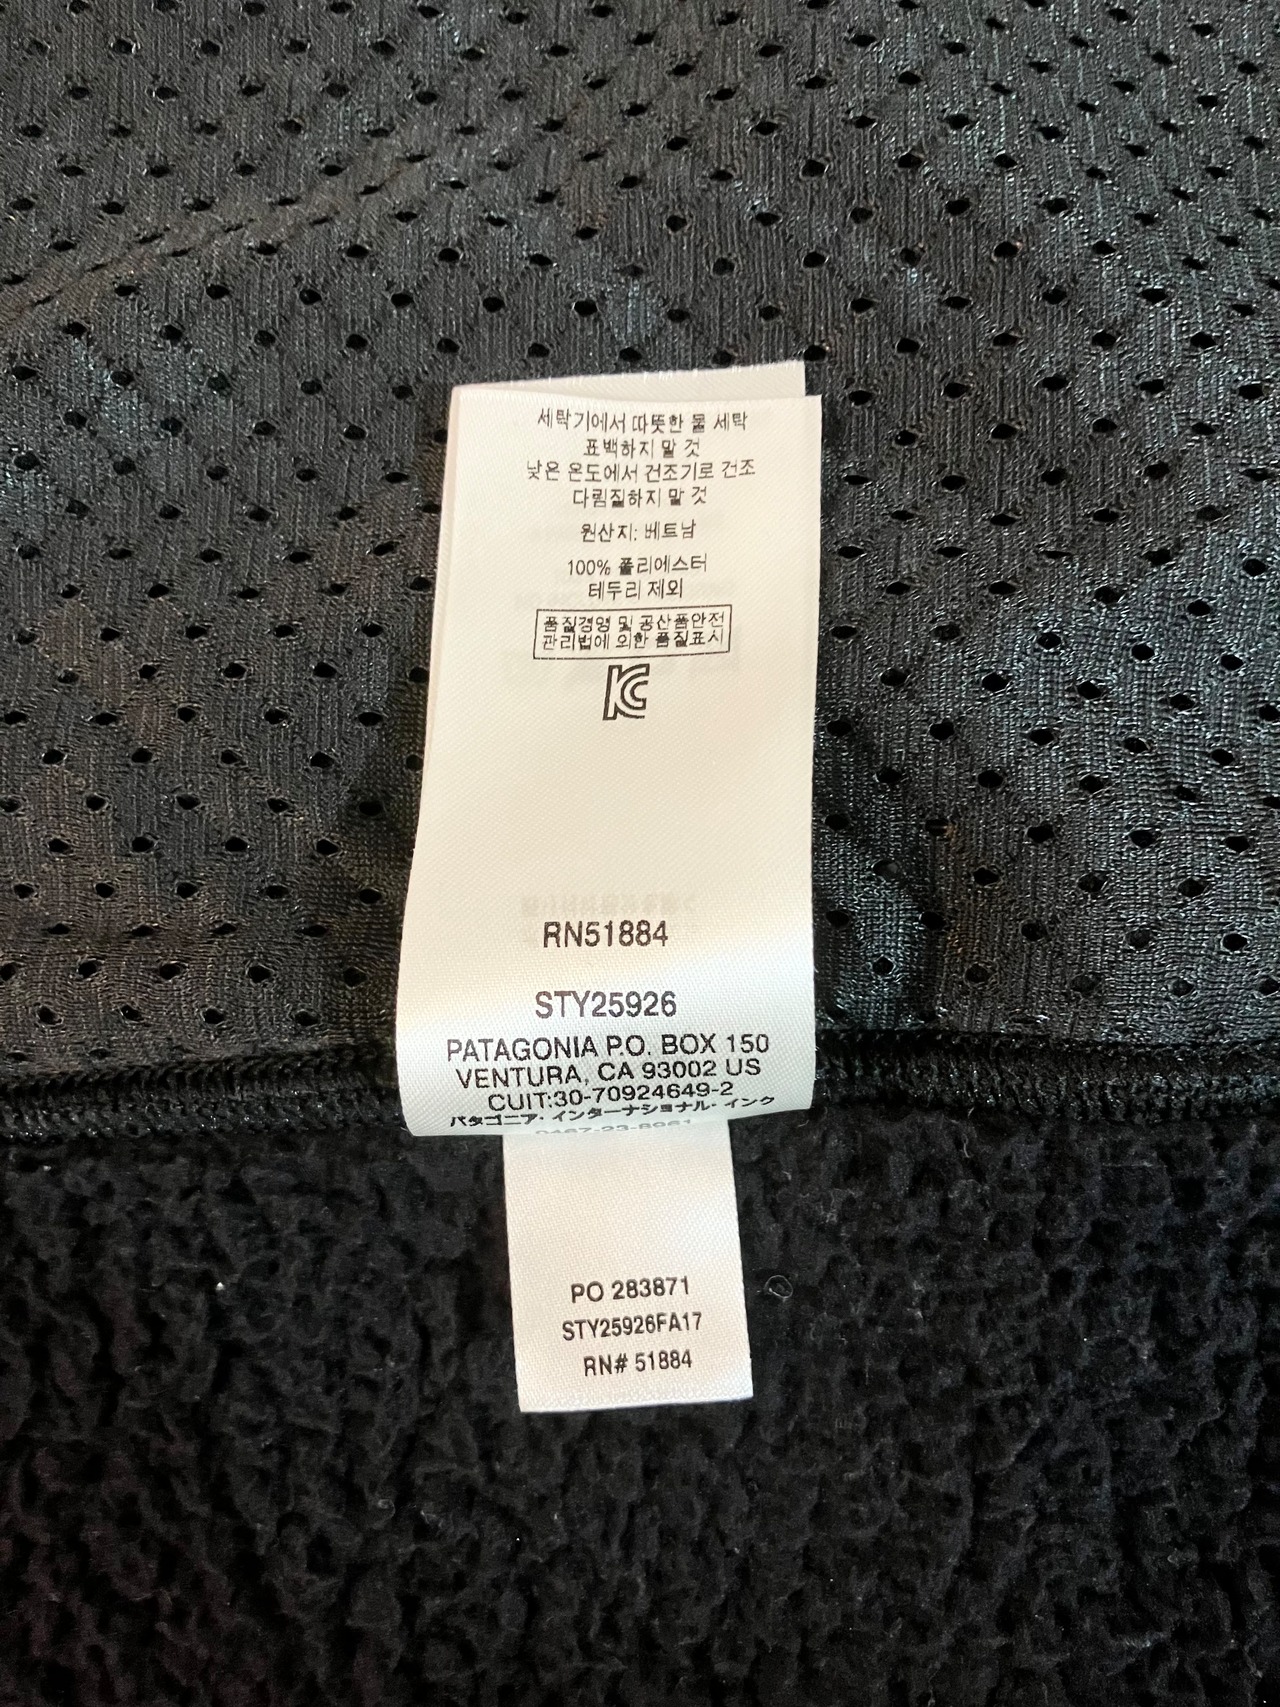 세탁기에서 따뜻한 물 세탁
표백하지 말 것
낮은 온도에서 건조기로 건조
다림질하지 말 것
원산지: 베트남
100% 폴리에스터
테두리 제외
품질경영 및 공산품안전
관리법에 의한 품질표시
RN51884
STY25926
PATAGONIA P.O. BOX 150
VENTURA, CA 93002 US
CUIT:30-70924649-2
パタゴニア・インターナショナル・インク
0467-23-8961
PO 283871
STY25926FA17
RN# 51884